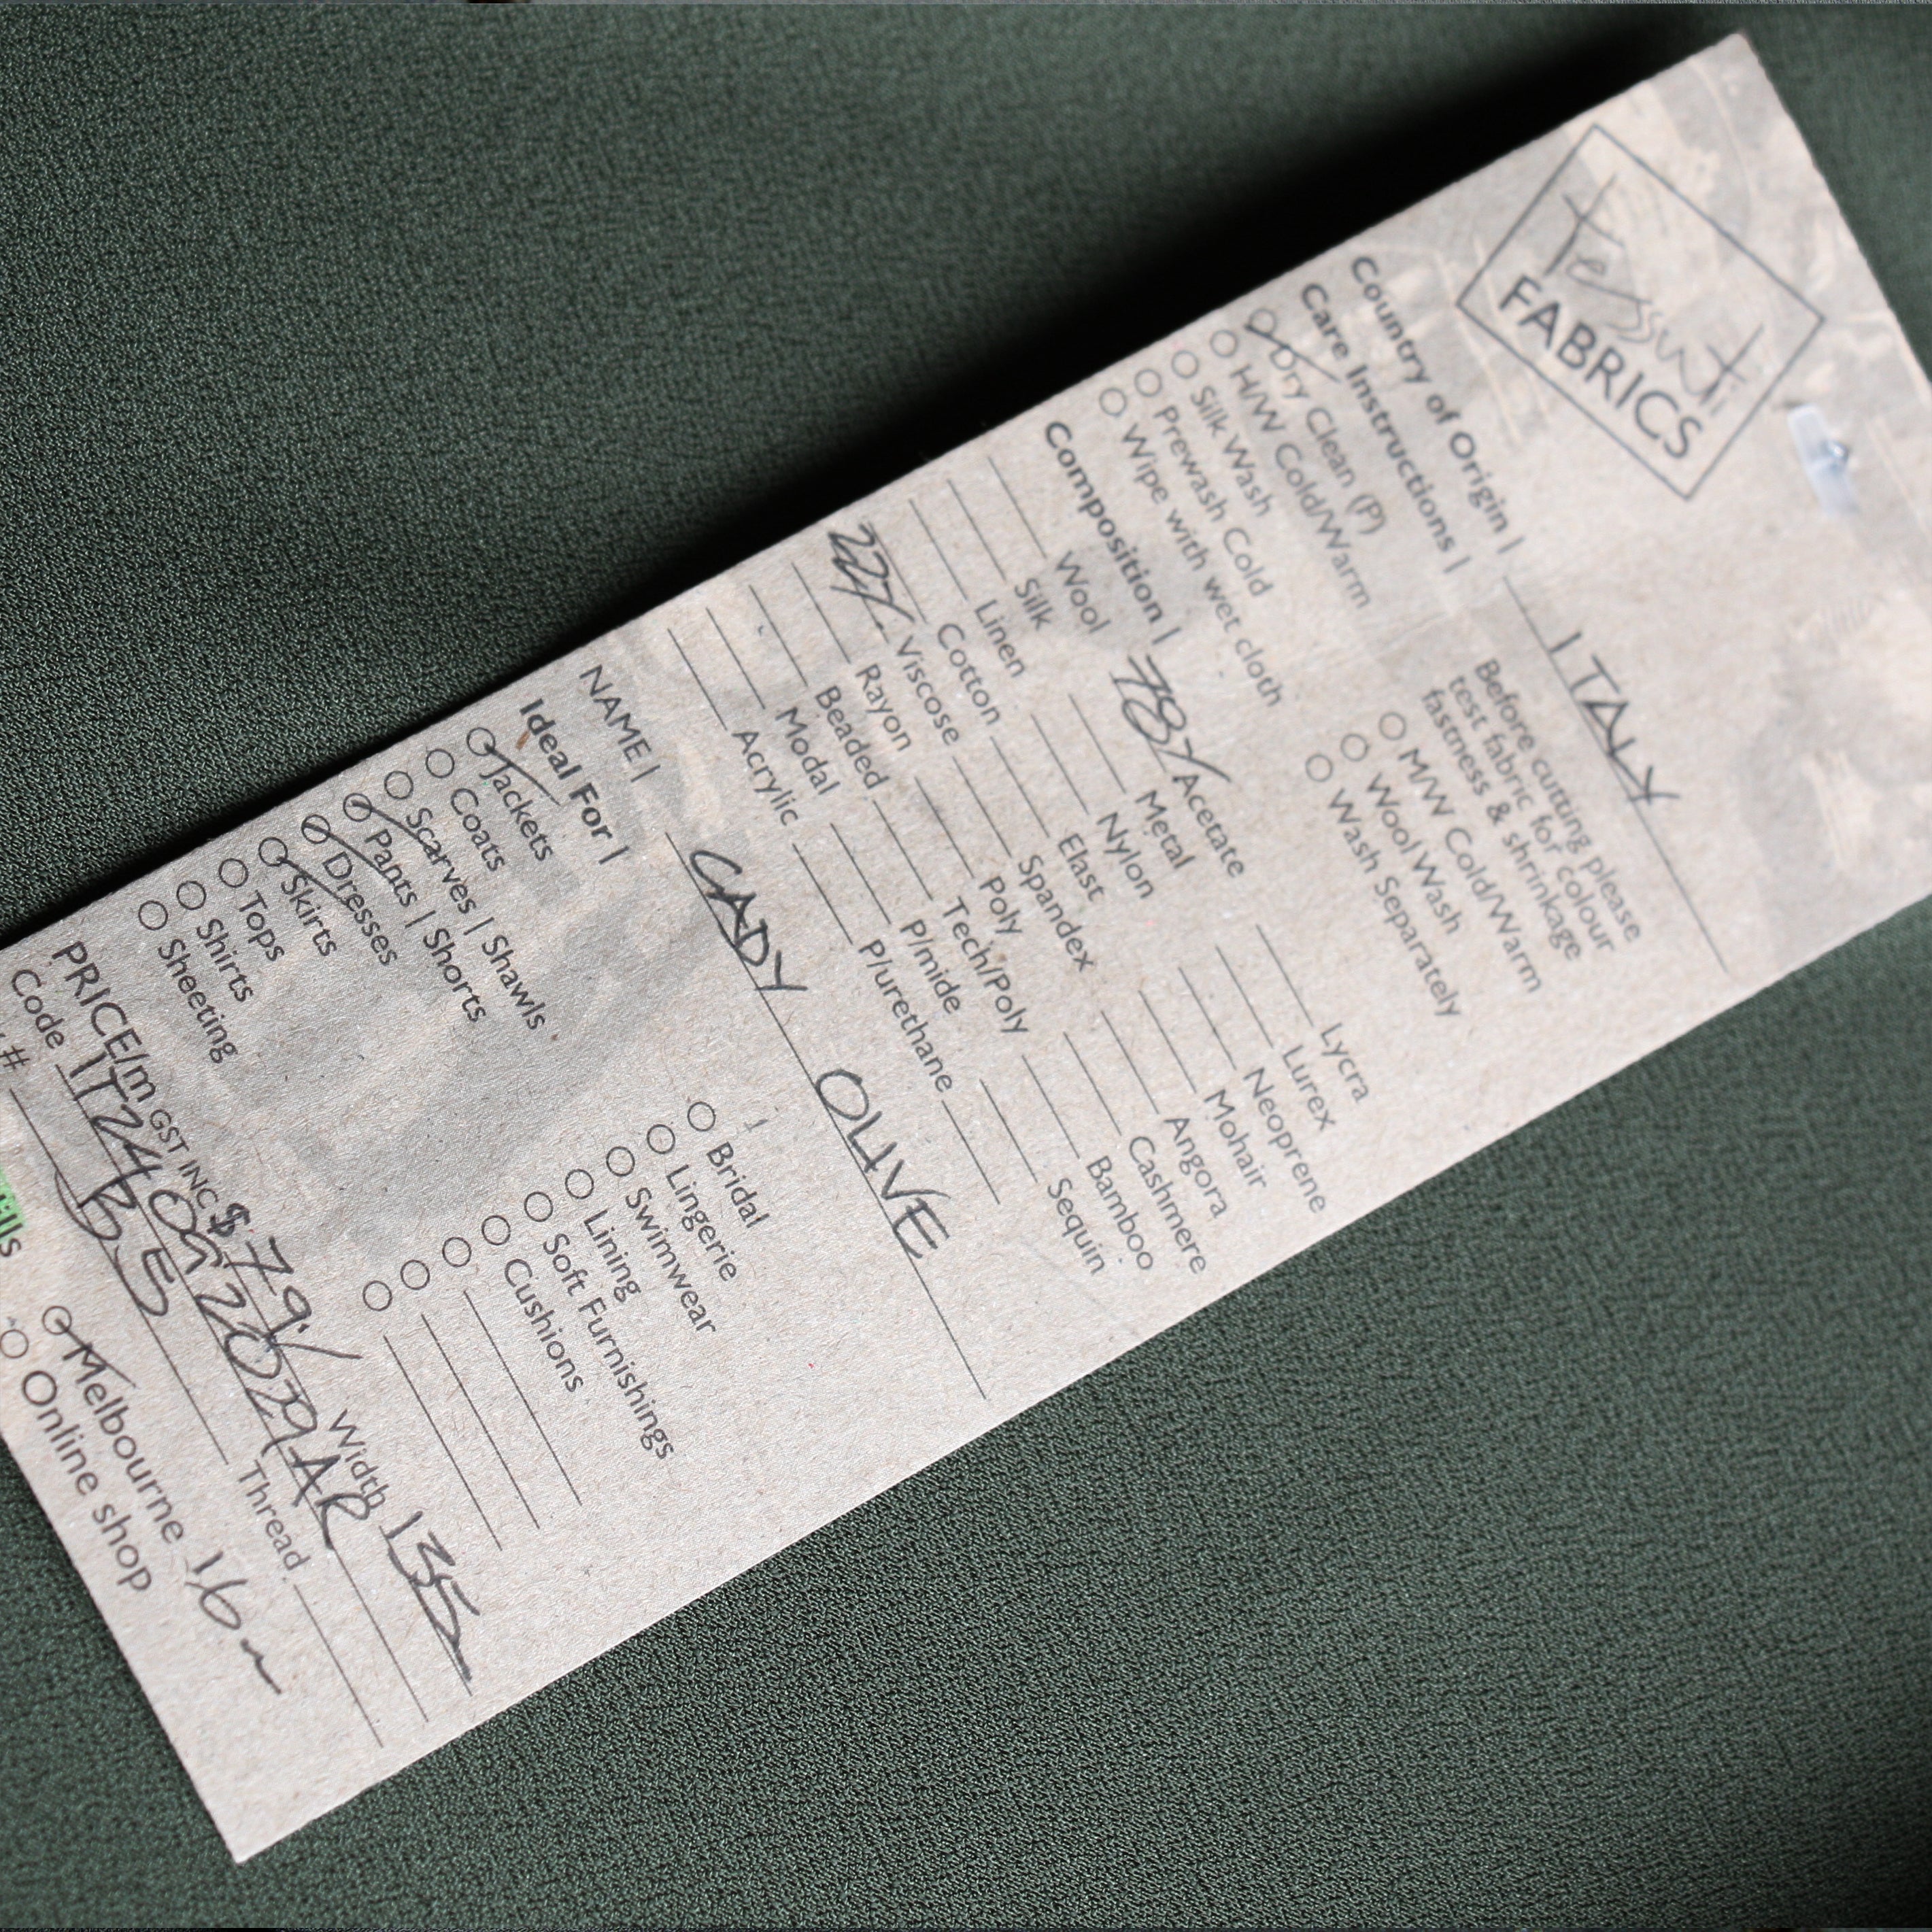 Tessuti
FABRICS
Country of Origin | ITALY
Care Instructions |
Dry Clean (P)
H/W Cold/Warm
Silk Wash
Prewash Cold
Wipe with wet cloth
Before cutting please
test fabric for colour
fastness & shrinkage
M/W Cold/Warm
Wool Wash
Wash Separately
Composition |
Wool 78% Acetate Lycra
Silk Metal Lurex
Linen Nylon Neoprene
Cotton Elast Mohair
22% Viscose Spandex Angora
Rayon Poly Cashmere
Beaded Tech/Poly Bamboo
Modal P/mide Sequin
Acrylic P/urethane
NAME | CADY OLIVE
Ideal For |
Jackets Bridal
Coats Lingerie
Scarves | Shawls Swimwear
Pants | Shorts Lining
Dresses Soft Furnishings
Skirts Cushions
Tops
Shirts
Sheeting
PRICE/m GST INC $79 Width 135
Code
# B5 Thread
Melbourne 16m
Online shop